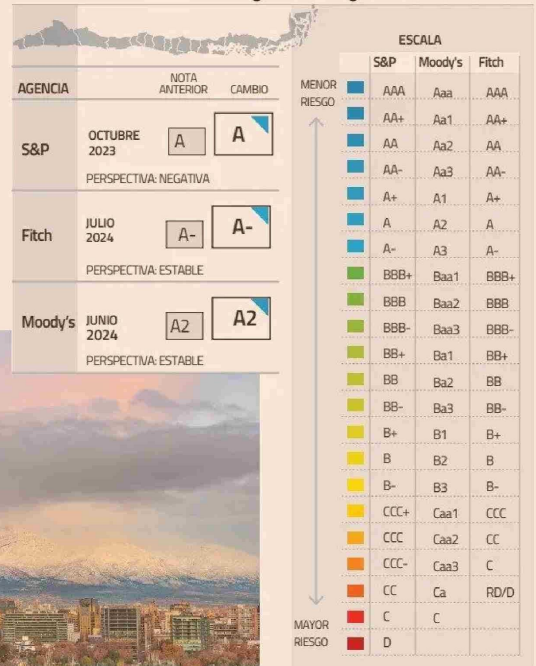 AGENCIA NOTA ANTERIOR CAMBIO
S&P OCTUBRE 2023 A A
PERSPECTIVA: NEGATIVA
Fitch JULIO 2024 A- A-
PERSPECTIVA: ESTABLE
Moody's JUNIO 2024 A2 A2
PERSPECTIVA: ESTABLE
ESCALA
S&P Moody's Fitch
MENOR RIESGO
AAA Aaa AAA
AA+ Aa1 AA+
AA Aa2 AA
AA- Aa3 AA-
A+ A1 A+
A A2 A
A- A3 A-
BBB+ Baa1 BBB+
BBB Baa2 BBB
BBB- Baa3 BBB-
BB+ Ba1 BB+
BB Ba2 BB
BB- Ba3 BB-
B+ B1 B+
B B2 B
B- B3 B-
CCC+ Caa1 CCC
CCC Caa2 CC
CCC- Caa3 C
CC Ca RD/D
C C
D
MAYOR RIESGO